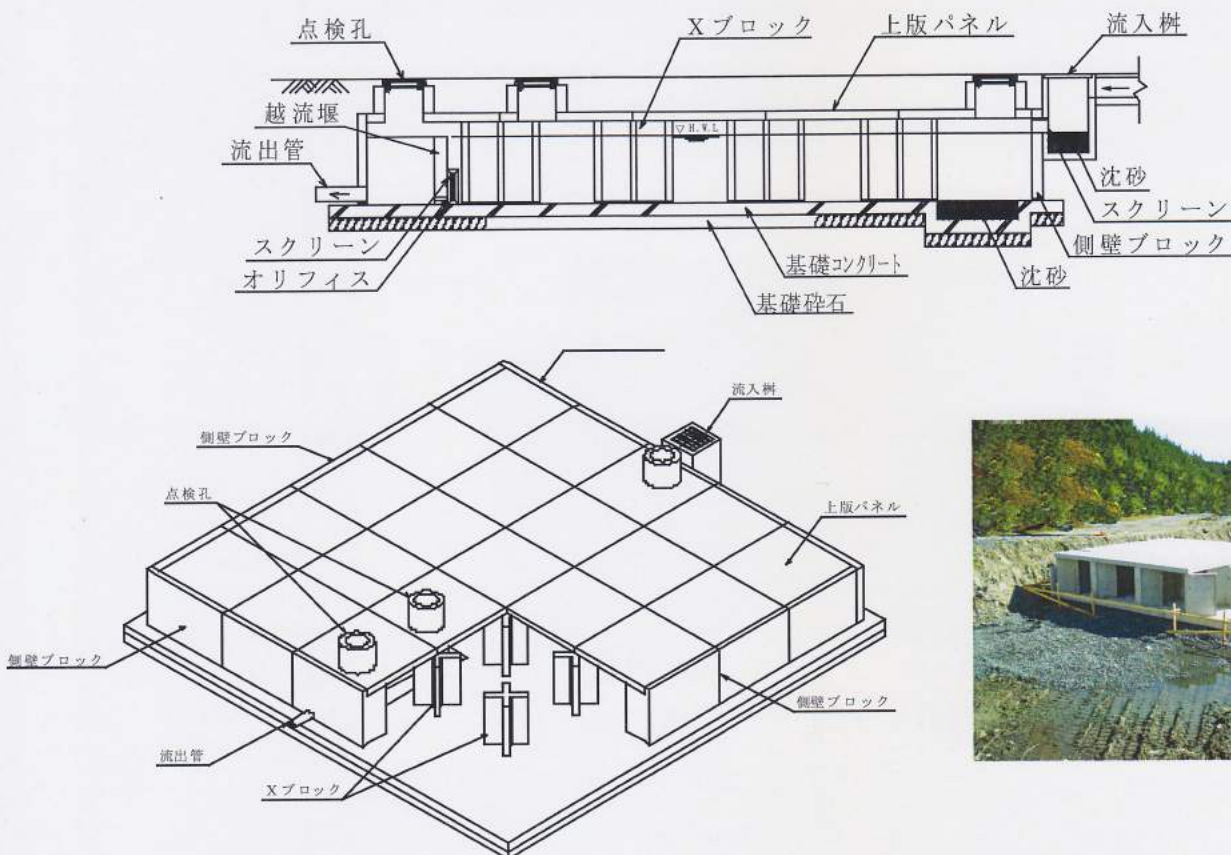 点検孔
Xブロック
上版パネル
流入桝
越流堰
H.W.L
流出管
沈砂
スクリーン
スクリーン
側壁ブロック
オリフィス
基礎コンクリート
沈砂
基礎砕石
流入桝
側壁ブロック
点検孔
上版パネル
側壁ブロック
側壁ブロック
流出管
Xブロック